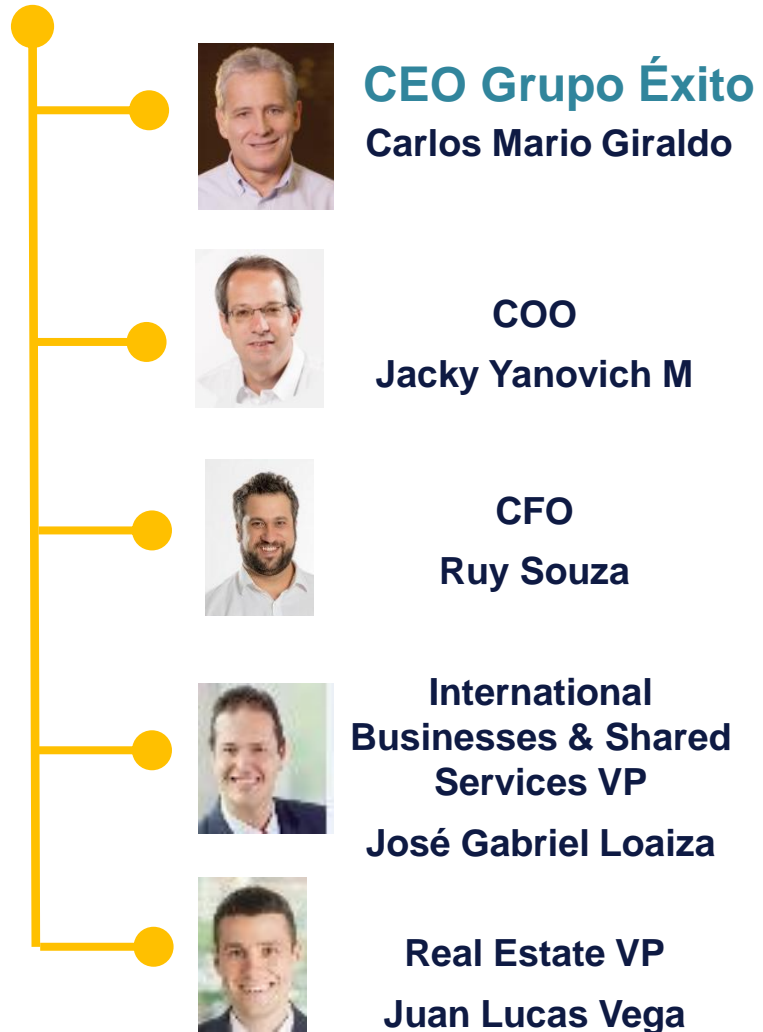 CEO Grupo Éxito
Carlos Mario Giraldo
COO
Jacky Yanovich M
CFO
Ruy Souza
International
Businesses & Shared
Services VP
José Gabriel Loaiza
Real Estate VP
Juan Lucas Vega